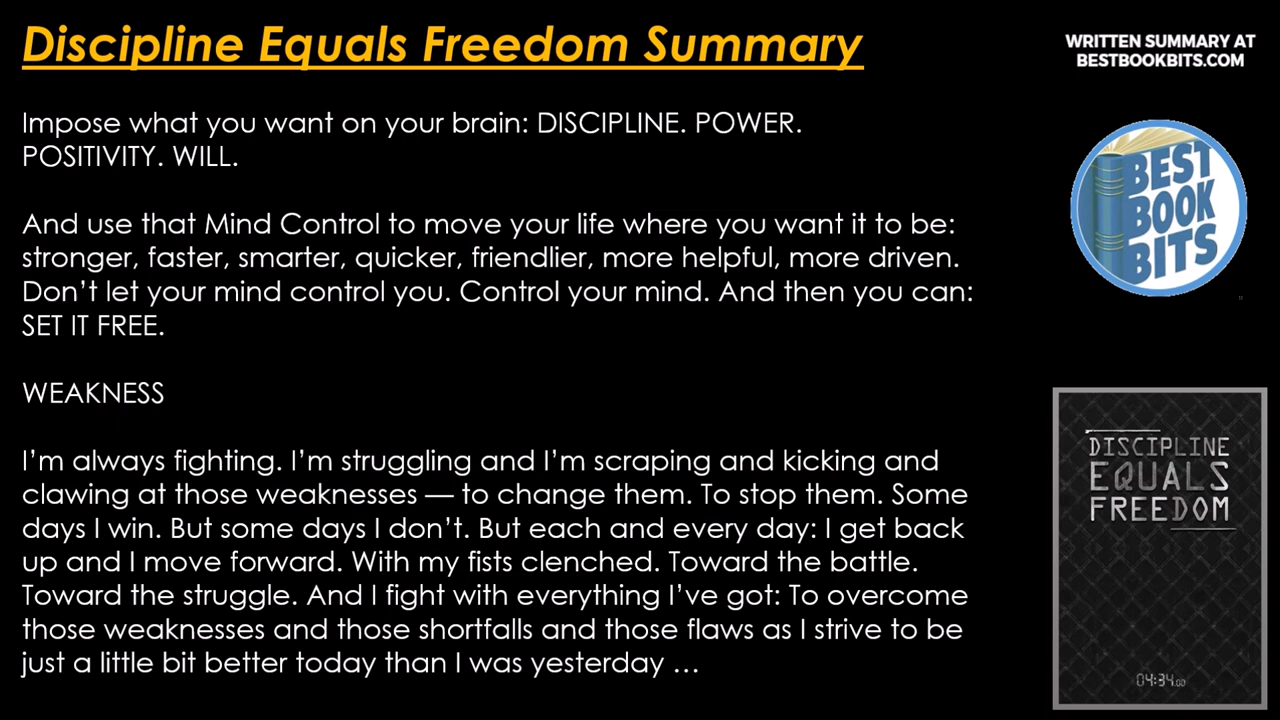 Discipline Equals Freedom Summary
WRITTEN SUMMARY AT
BESTBOOKBITS.COM
Impose what you want on your brain: DISCIPLINE. POWER.
POSITIVITY. WILL.
And use that Mind Control to move your life where you want it to be:
stronger, faster, smarter, quicker, friendlier, more helpful, more driven.
Don’t let your mind control you. Control your mind. And then you can:
SET IT FREE.
WEAKNESS
I’m always fighting. I’m struggling and I’m scraping and kicking and
clawing at those weaknesses — to change them. To stop them. Some
days I win. But some days I don’t. But each and every day: I get back
up and I move forward. With my fists clenched. Toward the battle.
Toward the struggle. And I fight with everything I’ve got: To overcome
those weaknesses and those shortfalls and those flaws as I strive to be
just a little bit better today than I was yesterday …
BEST
BOOK
BITS
DISCIPLINE
EQUALS
FREEDOM
04:34.00